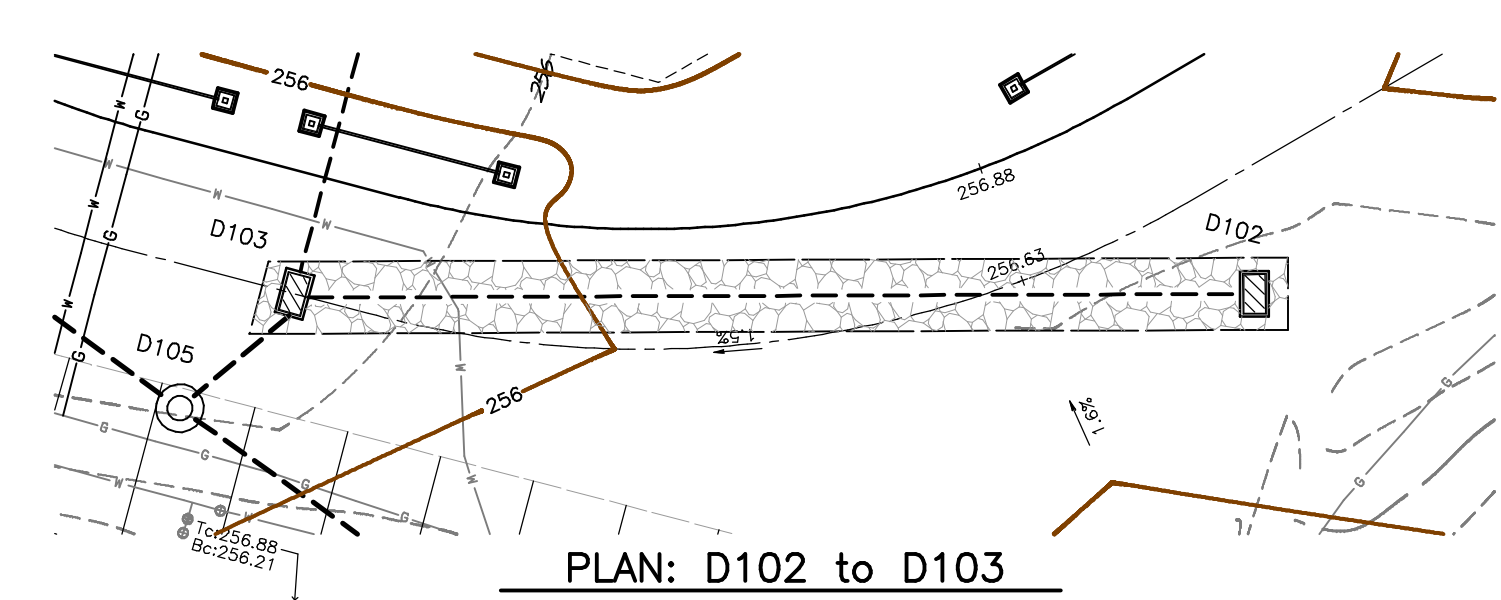 256
256
W
G
W
W
W
W
G
W
256.88
D103
D102
256.63
W
G
1.5%
D105
W
G
256
1.6%
G
G
G
G
W
W
G
W
Tc:256.88
Bc:256.21
PLAN: D102 to D103